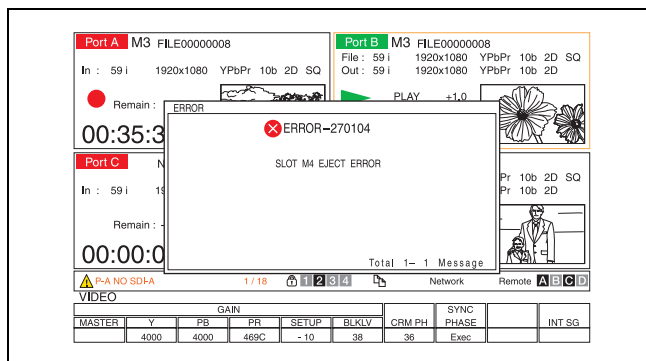 Port A M3 FILE00000008
In : 59 i 1920x1080 YPbPr 10b 2D SQ
Remain :
00:35:3
Port B M3 FILE00000008
File : 59 i 1920x1080 YPbPr 10b 2D SQ
Out : 59 i 1920x1080 YPbPr 10b 2D
PLAY +1.0
ERROR
ERROR-270104
SLOT M4 EJECT ERROR
Total 1- 1 Message
Port C N
In : 59 i 19
Remain : -
00:00:0
Pr 10b 2D SQ
Pr 10b 2D
P-A NO SDI-A 1 / 18 1 2 3 4 Network Remote A B C D
VIDEO
GAIN SYNC
MASTER Y PB PR SETUP BLKLV CRM PH PHASE INT SG
4000 4000 469C - 10 38 36 Exec